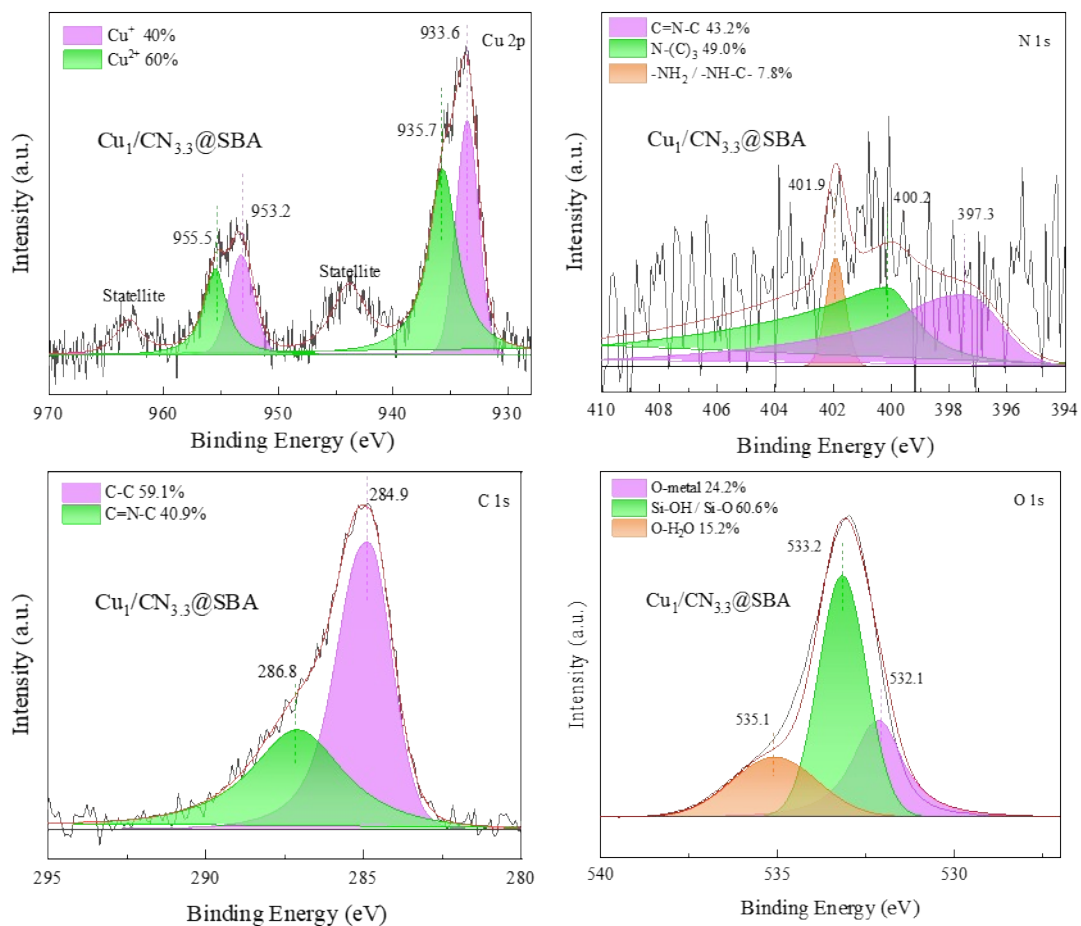 Cu⁺ 40%
Cu²⁺ 60%
933.6
Cu 2p
935.7
Cu₁/CN₃.₃@SBA
955.5
953.2
Satellite
Statellite
Intensity (a.u.)
970 960 950 940 930
Binding Energy (eV)
C=N-C 43.2%
N-(C)₃ 49.0%
-NH₂ / -NH-C- 7.8%
N 1s
Cu₁/CN₃.₃@SBA
401.9
400.2
397.3
Intensity (a.u.)
410 408 406 404 402 400 398 396 394
Binding Energy (eV)
C-C 59.1%
C=N-C 40.9%
284.9
C 1s
Cu₁/CN₃.₃@SBA
286.8
Intensity (a.u.)
295 290 285 280
Binding Energy (eV)
O-metal 24.2%
Si-OH / Si-O 60.6%
O-H₂O 15.2%
O 1s
533.2
Cu₁/CN₃.₃@SBA
532.1
535.1
Intensity (a.u.)
540 535 530
Binding Energy (eV)